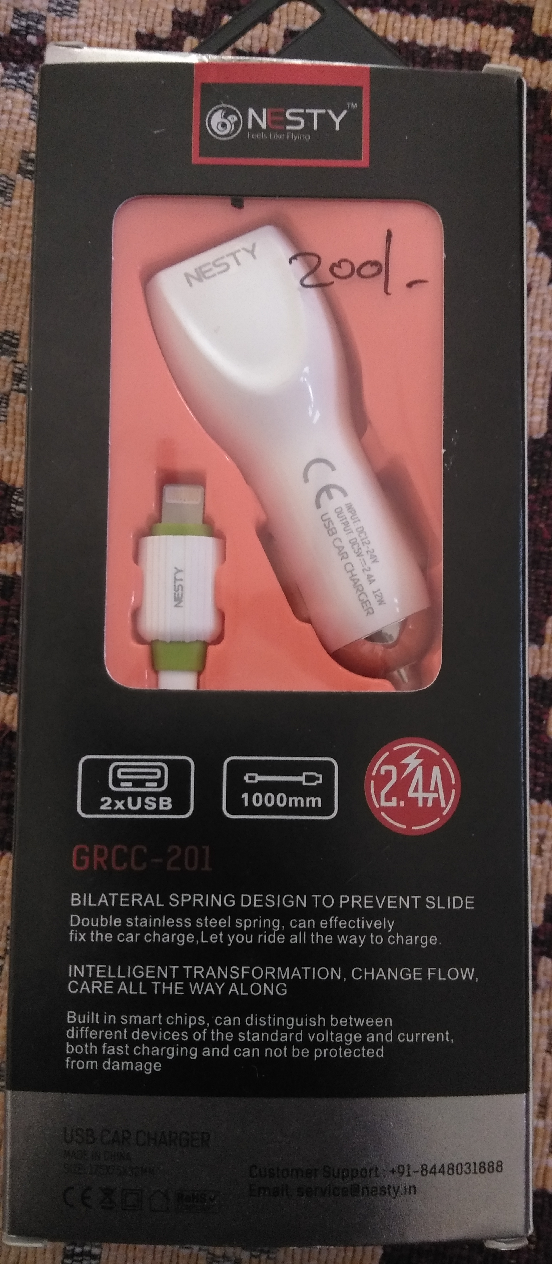 NESTY™
Feels Like Flying
NESTY
200/-
CE
INPUT DC12-24V
OUTPUT DC5V⎓2.4A 12W
USB CAR CHARGER
NESTY
2xUSB
1000mm
2.4A
GRCC-201
BILATERAL SPRING DESIGN TO PREVENT SLIDE
Double stainless steel spring, can effectively
fix the car charge,Let you ride all the way to charge.
INTELLIGENT TRANSFORMATION, CHANGE FLOW,
CARE ALL THE WAY ALONG
Built in smart chips, can distinguish between
different devices of the standard voltage and current,
both fast charging and can not be protected
from damage
USB CAR CHARGER
MADE IN CHINA
CE RoHS
Customer Support : +91-8448031888
Email: service@nasty.in